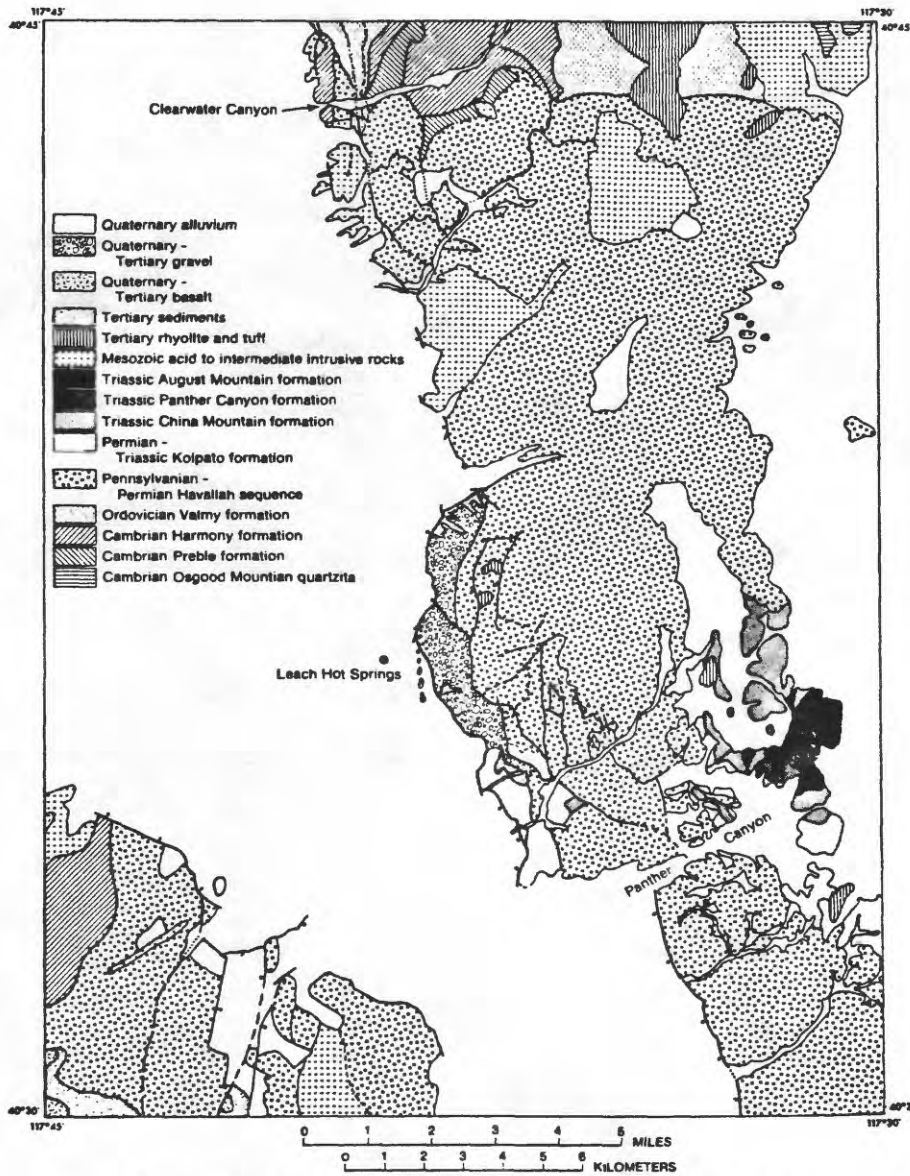 117°45'
117°30'
40°45'
40°45'
Clearwater Canyon
Quaternary alluvium
Quaternary -
Tertiary gravel
Quaternary -
Tertiary basalt
Tertiary sediments
Tertiary rhyolite and tuff
Mesozoic acid to intermediate intrusive rocks
Triassic August Mountain formation
Triassic Panther Canyon formation
Triassic China Mountain formation
Permian -
Triassic Kolpato formation
Pennsylvanian -
Permian Havallah sequence
Ordovician Valmy formation
Cambrian Harmony formation
Cambrian Preble formation
Cambrian Osgood Mountian quartzita
Leach Hot Springs
Panther Canyon
40°30'
117°45'
117°30'
0 1 2 3 4 5
MILES
0 1 2 3 4 5 6
KILOMETERS